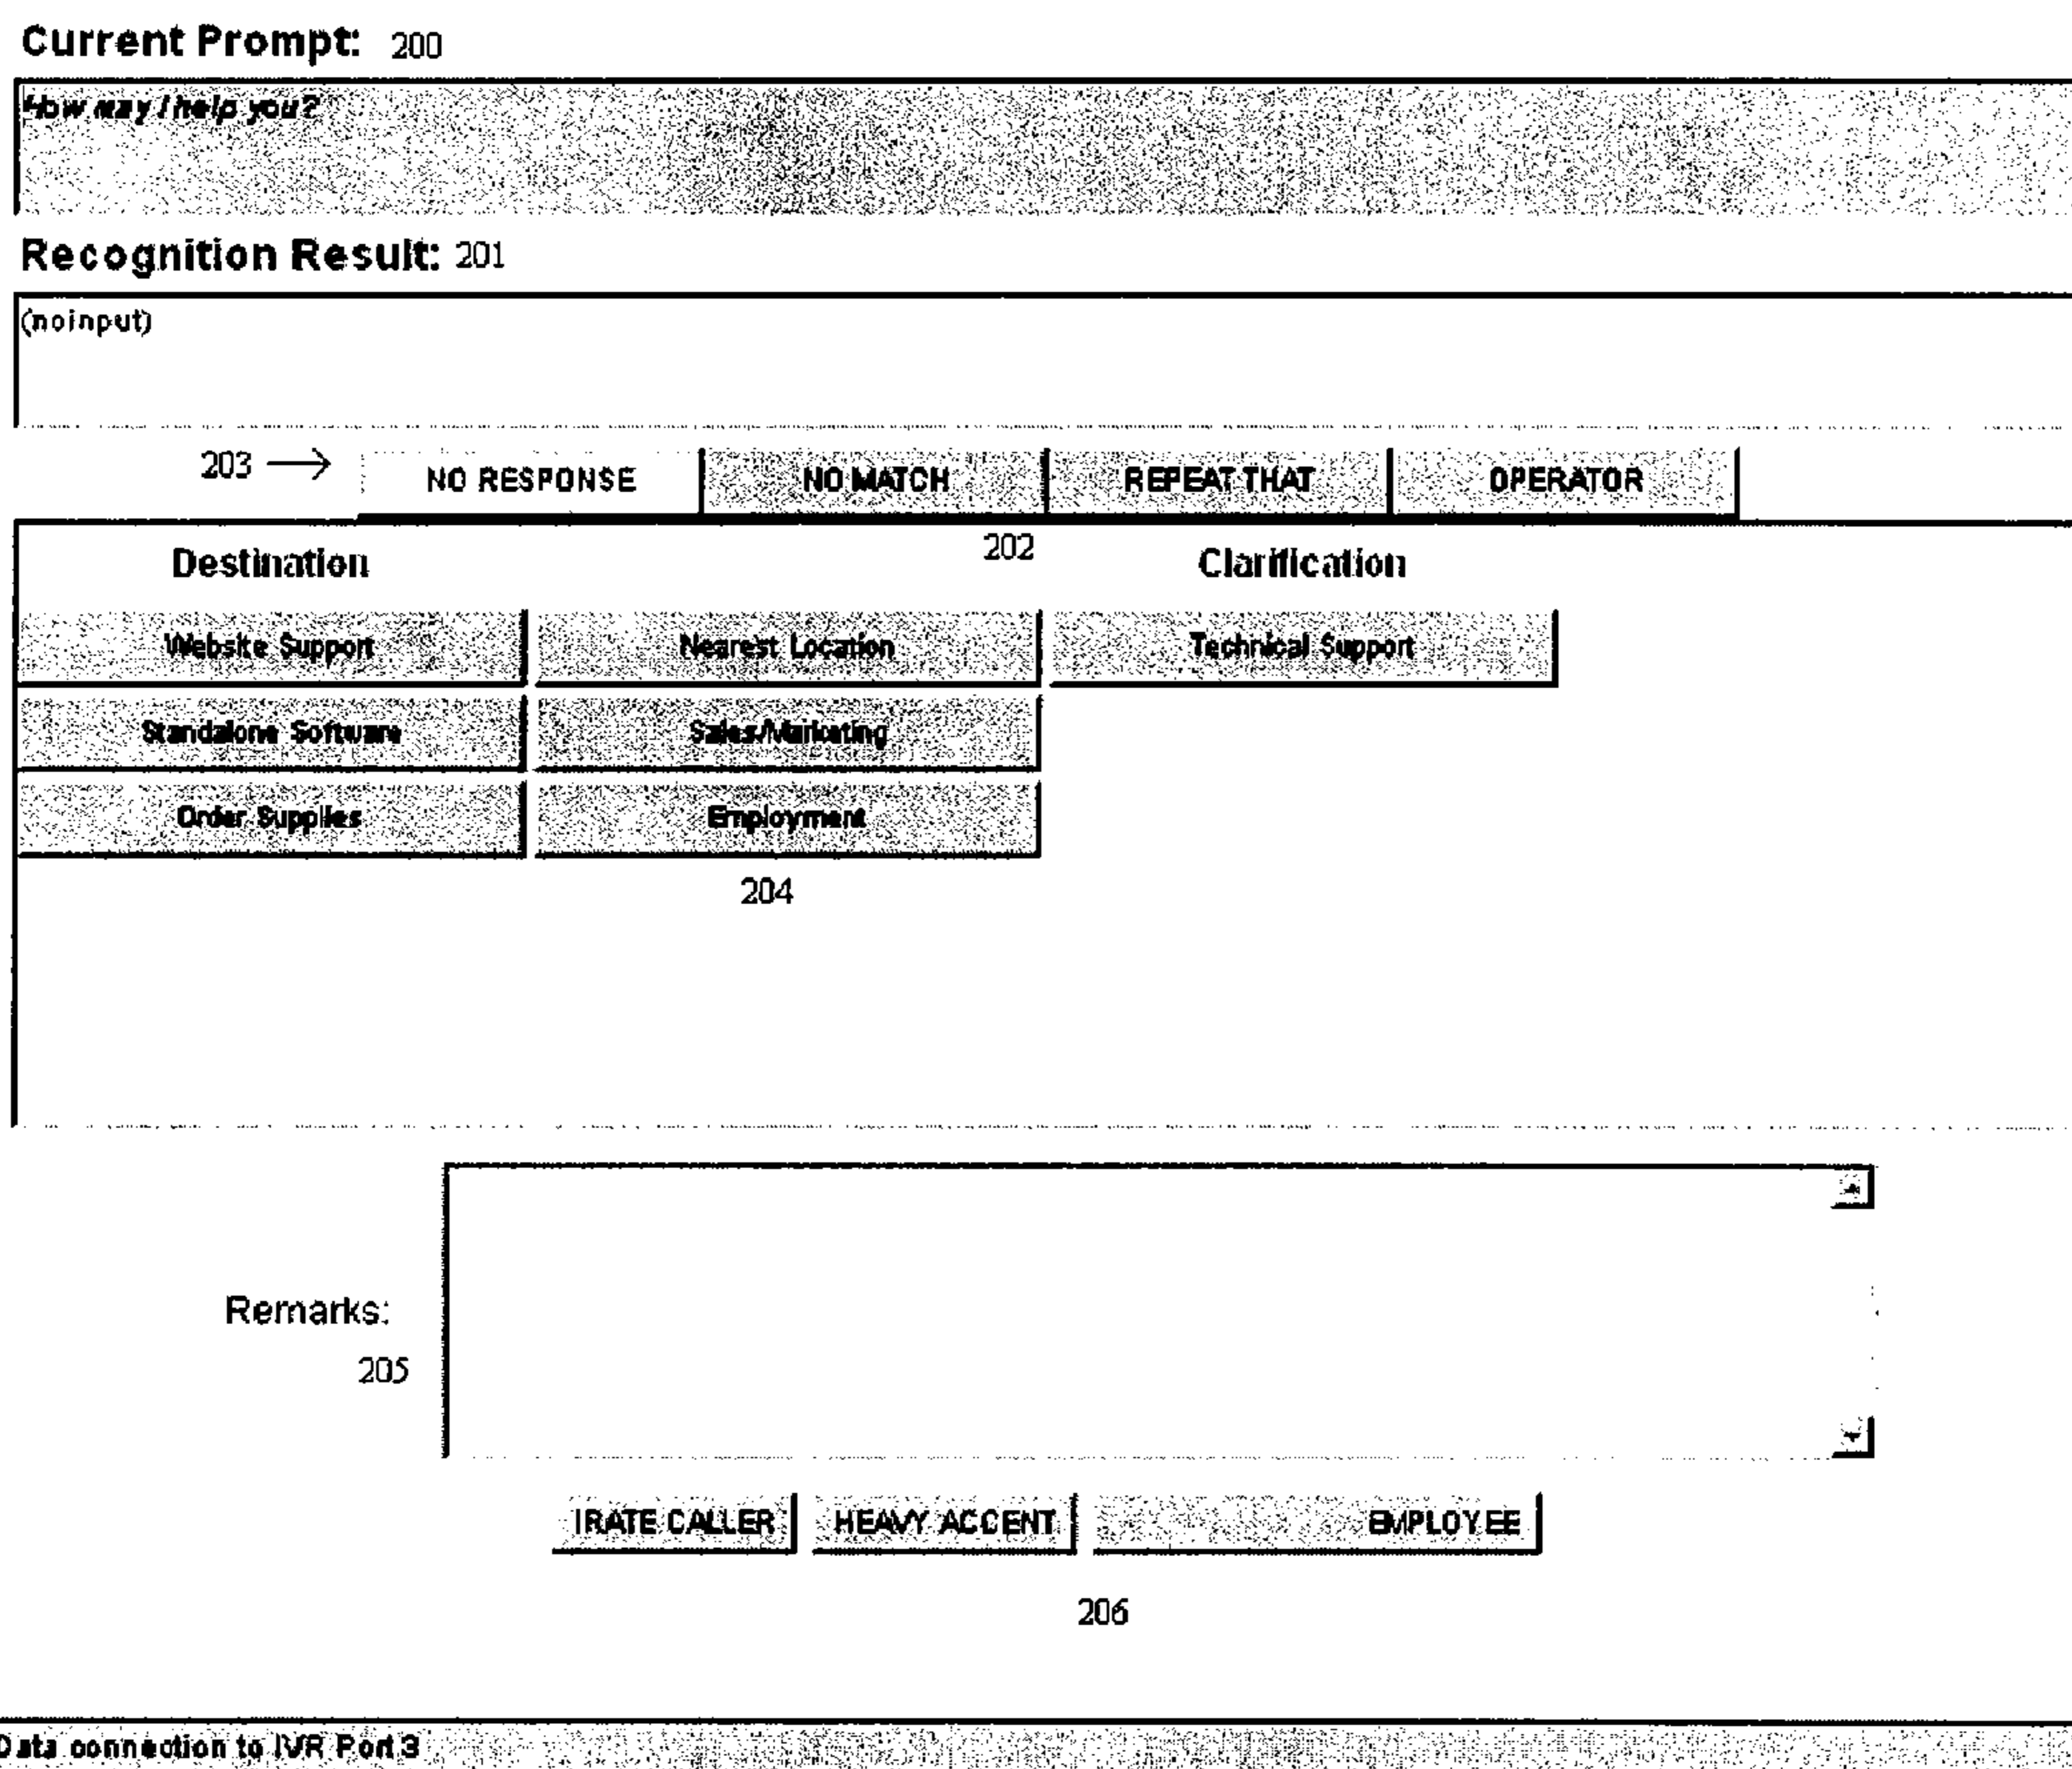 Current Prompt: 200
How may I help you?
Recognition Result: 201
(noinput)
203 → NO RESPONSE NO MATCH REPEAT THAT OPERATOR
202
Destination Clarification
Website Support Nearest Location Technical Support
Standalone Software Sales/Marketing
Order Supplies Employment
204
Remarks:
205
IRATE CALLER HEAVY ACCENT EMPLOYEE
206
Data connection to IVR Port 3